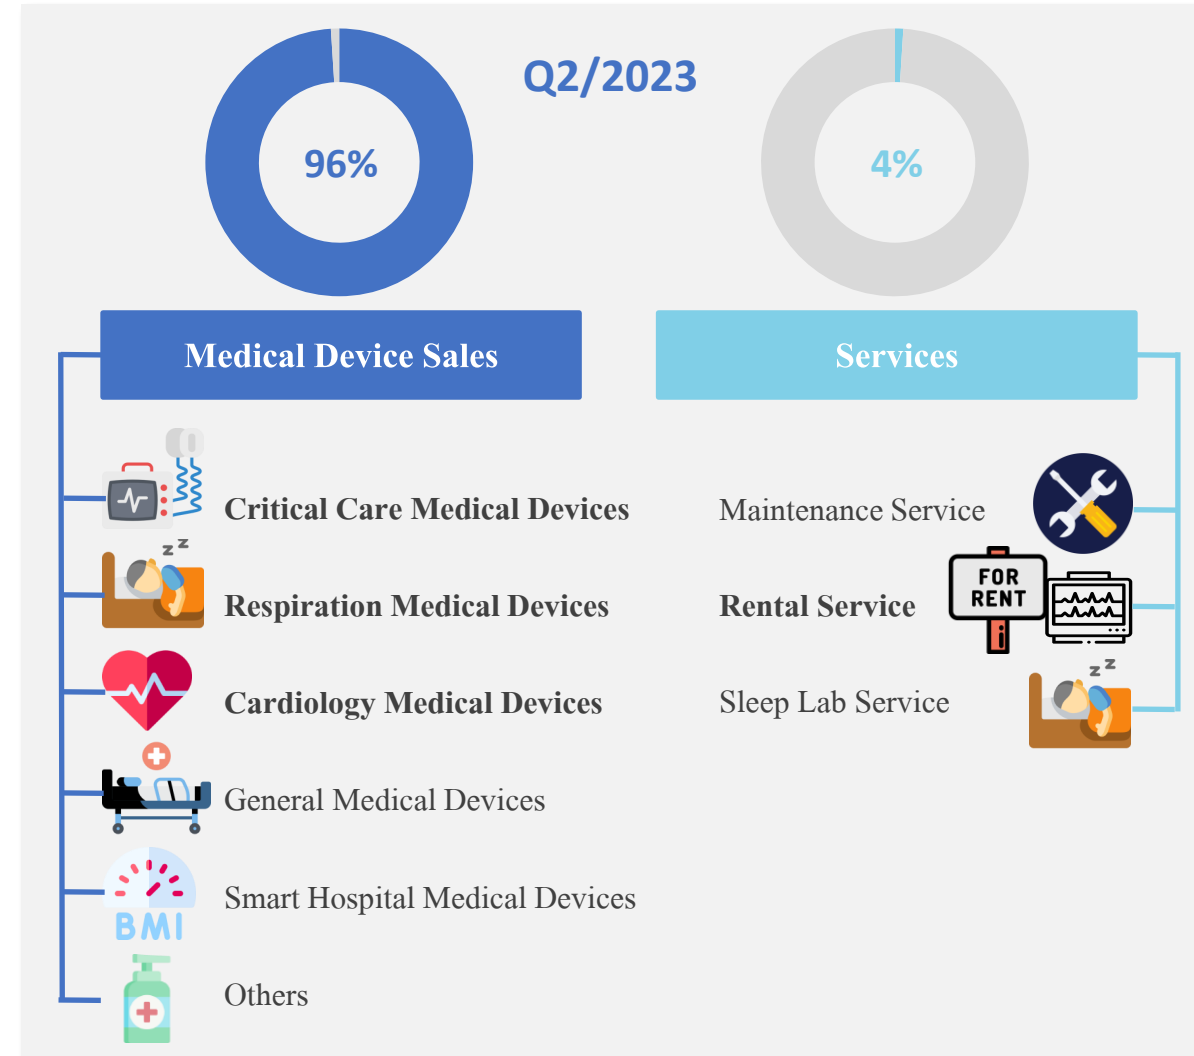 Q2/2023
96%
4%
Medical Device Sales
Services
Critical Care Medical Devices
Respiration Medical Devices
Cardiology Medical Devices
General Medical Devices
BMI
Smart Hospital Medical Devices
Others
Maintenance Service
FOR
RENT
Rental Service
Sleep Lab Service
z z
z z